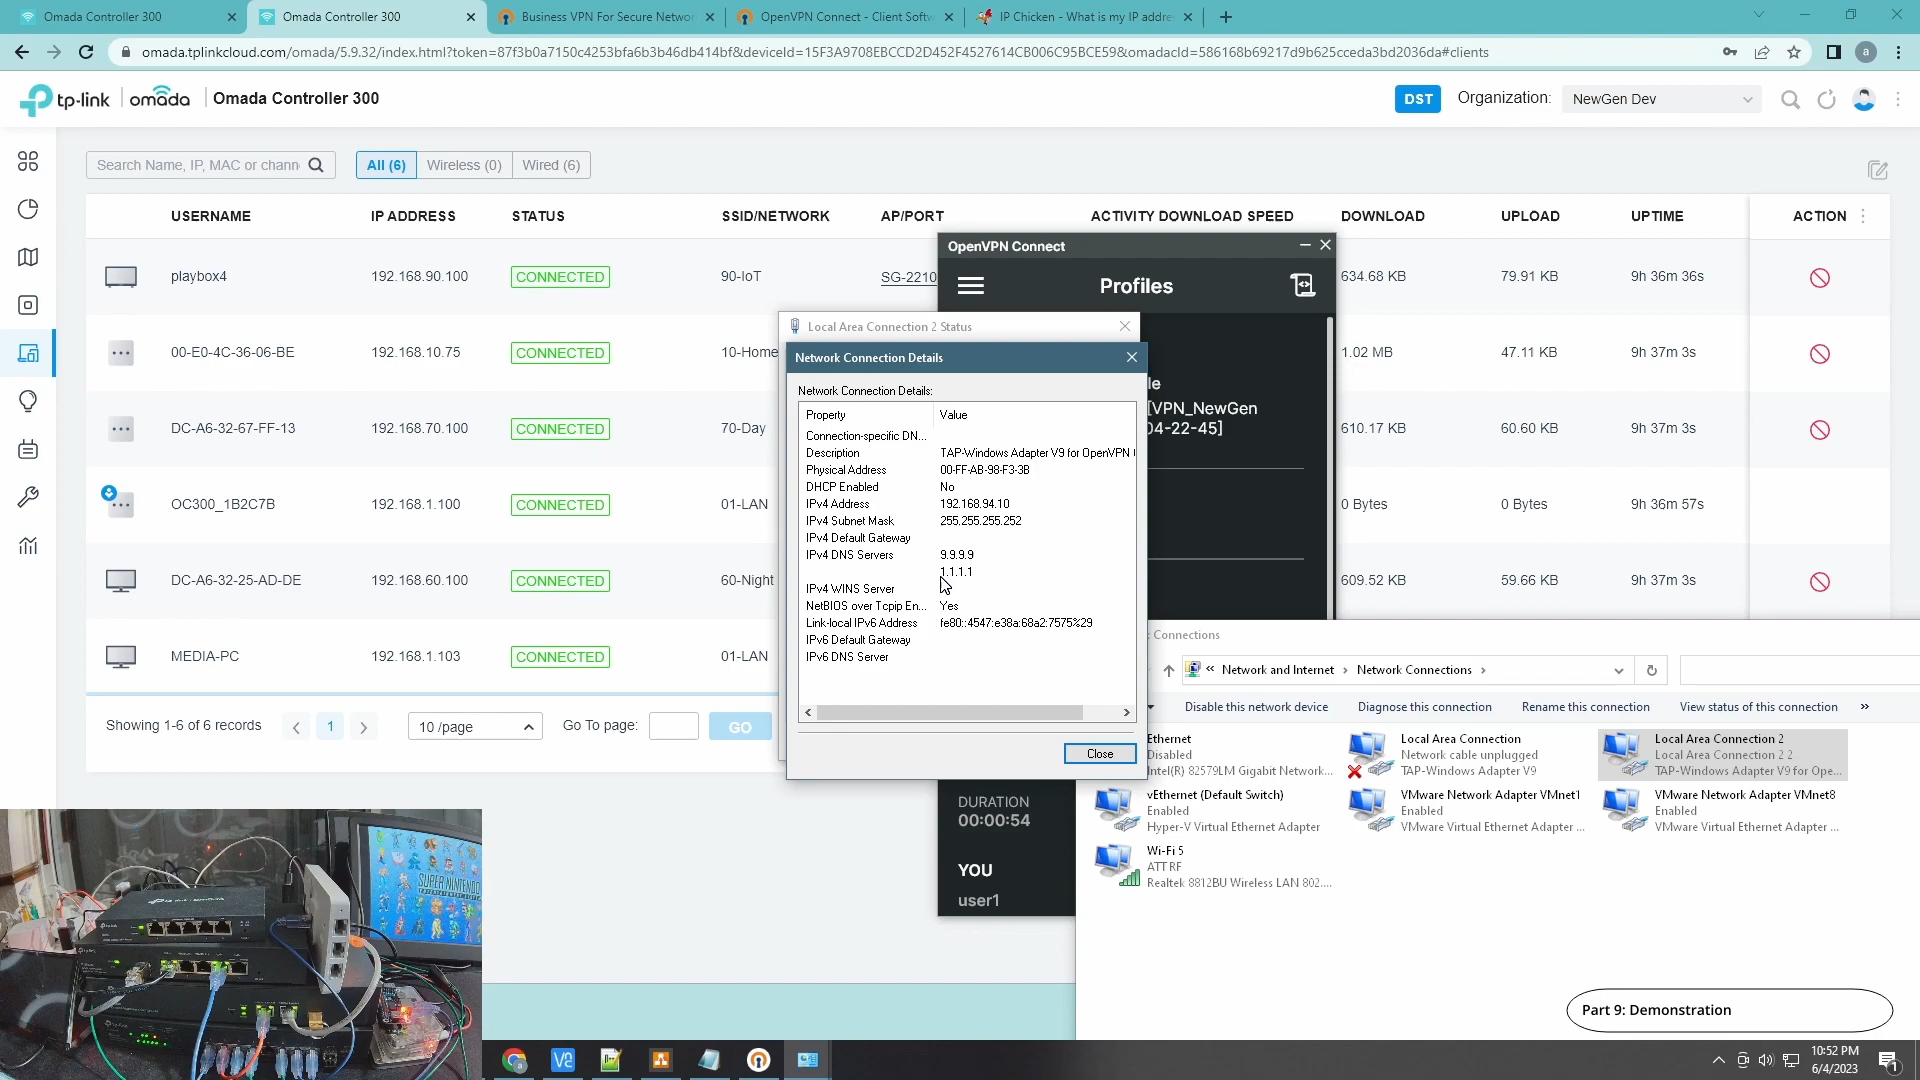 Omada Controller 300
Omada Controller 300
Business VPN For Secure Networ
OpenVPN Connect - Client Softw
IP Chicken - What is my IP addre
omada.tplinkcloud.com/omada/5.9.32/index.html?token=87f3b0a7150c4253bfa6b3b46db414bf&deviceId=15F3A9708EBCCD2D452F4527614CB006C95BCE59&omadacId=586168b69217d9b625cceda3bd2036da#clients
a
tp-link
omada
Omada Controller 300
DST
Organization:
NewGen Dev
Search Name, IP, MAC or chann
All (6)
Wireless (0)
Wired (6)
USERNAME
IP ADDRESS
STATUS
SSID/NETWORK
AP/PORT
ACTIVITY DOWNLOAD SPEED
DOWNLOAD
UPLOAD
UPTIME
ACTION
playbox4
192.168.90.100
CONNECTED
90-IoT
SG-2210
634.68 KB
79.91 KB
9h 36m 36s
00-E0-4C-36-06-BE
192.168.10.75
CONNECTED
10-Home
1.02 MB
47.11 KB
9h 37m 3s
DC-A6-32-67-FF-13
192.168.70.100
CONNECTED
70-Day
610.17 KB
60.60 KB
9h 37m 3s
OC300_1B2C7B
192.168.1.100
CONNECTED
01-LAN
0 Bytes
0 Bytes
9h 36m 57s
DC-A6-32-25-AD-DE
192.168.60.100
CONNECTED
60-Night
609.52 KB
59.66 KB
9h 37m 3s
MEDIA-PC
192.168.1.103
CONNECTED
01-LAN
Showing 1-6 of 6 records
1
10 /page
Go To page:
GO
OpenVPN Connect
Profiles
le
[VPN_NewGen
04-22-45]
DURATION
00:00:54
YOU
user1
Local Area Connection 2 Status
Network Connection Details
Network Connection Details:
Property
Value
Connection-specific DN...
Description
TAP-Windows Adapter V9 for OpenVPN
Physical Address
00-FF-AB-98-F3-3B
DHCP Enabled
No
IPv4 Address
192.168.94.10
IPv4 Subnet Mask
255.255.255.252
IPv4 Default Gateway
IPv4 DNS Servers
9.9.9.9
1.1.1.1
IPv4 WINS Server
NetBIOS over Tcpip En...
Yes
Link-local IPv6 Address
fe80::4547:e38a:68a2:7575%29
IPv6 Default Gateway
IPv6 DNS Server
Close
Connections
« Network and Internet › Network Connections ›
Disable this network device
Diagnose this connection
Rename this connection
View status of this connection
»
Ethernet
Disabled
Intel(R) 82579LM Gigabit Network...
Local Area Connection
Network cable unplugged
TAP-Windows Adapter V9
Local Area Connection 2
Local Area Connection 2 2
TAP-Windows Adapter V9 for Ope...
vEthernet (Default Switch)
Enabled
Hyper-V Virtual Ethernet Adapter
VMware Network Adapter VMnet1
Enabled
VMware Virtual Ethernet Adapter ...
VMware Network Adapter VMnet8
Enabled
VMware Virtual Ethernet Adapter ...
Wi-Fi 5
ATT RF
Realtek 8812BU Wireless LAN 802....
SUPER NINTENDO
Part 9: Demonstration
10:52 PM
6/4/2023
1